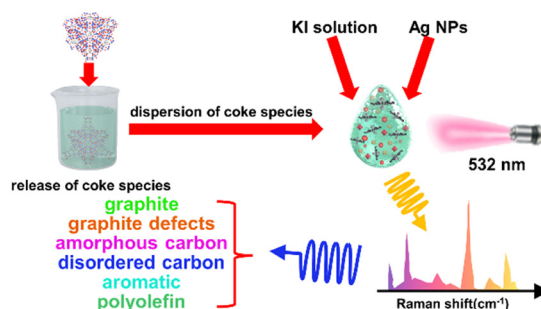 KI solution
Ag NPs
dispersion of coke species
532 nm
release of coke species
graphite
graphite defects
amorphous carbon
disordered carbon
aromatic
polyolefin
Raman shift(cm⁻¹)